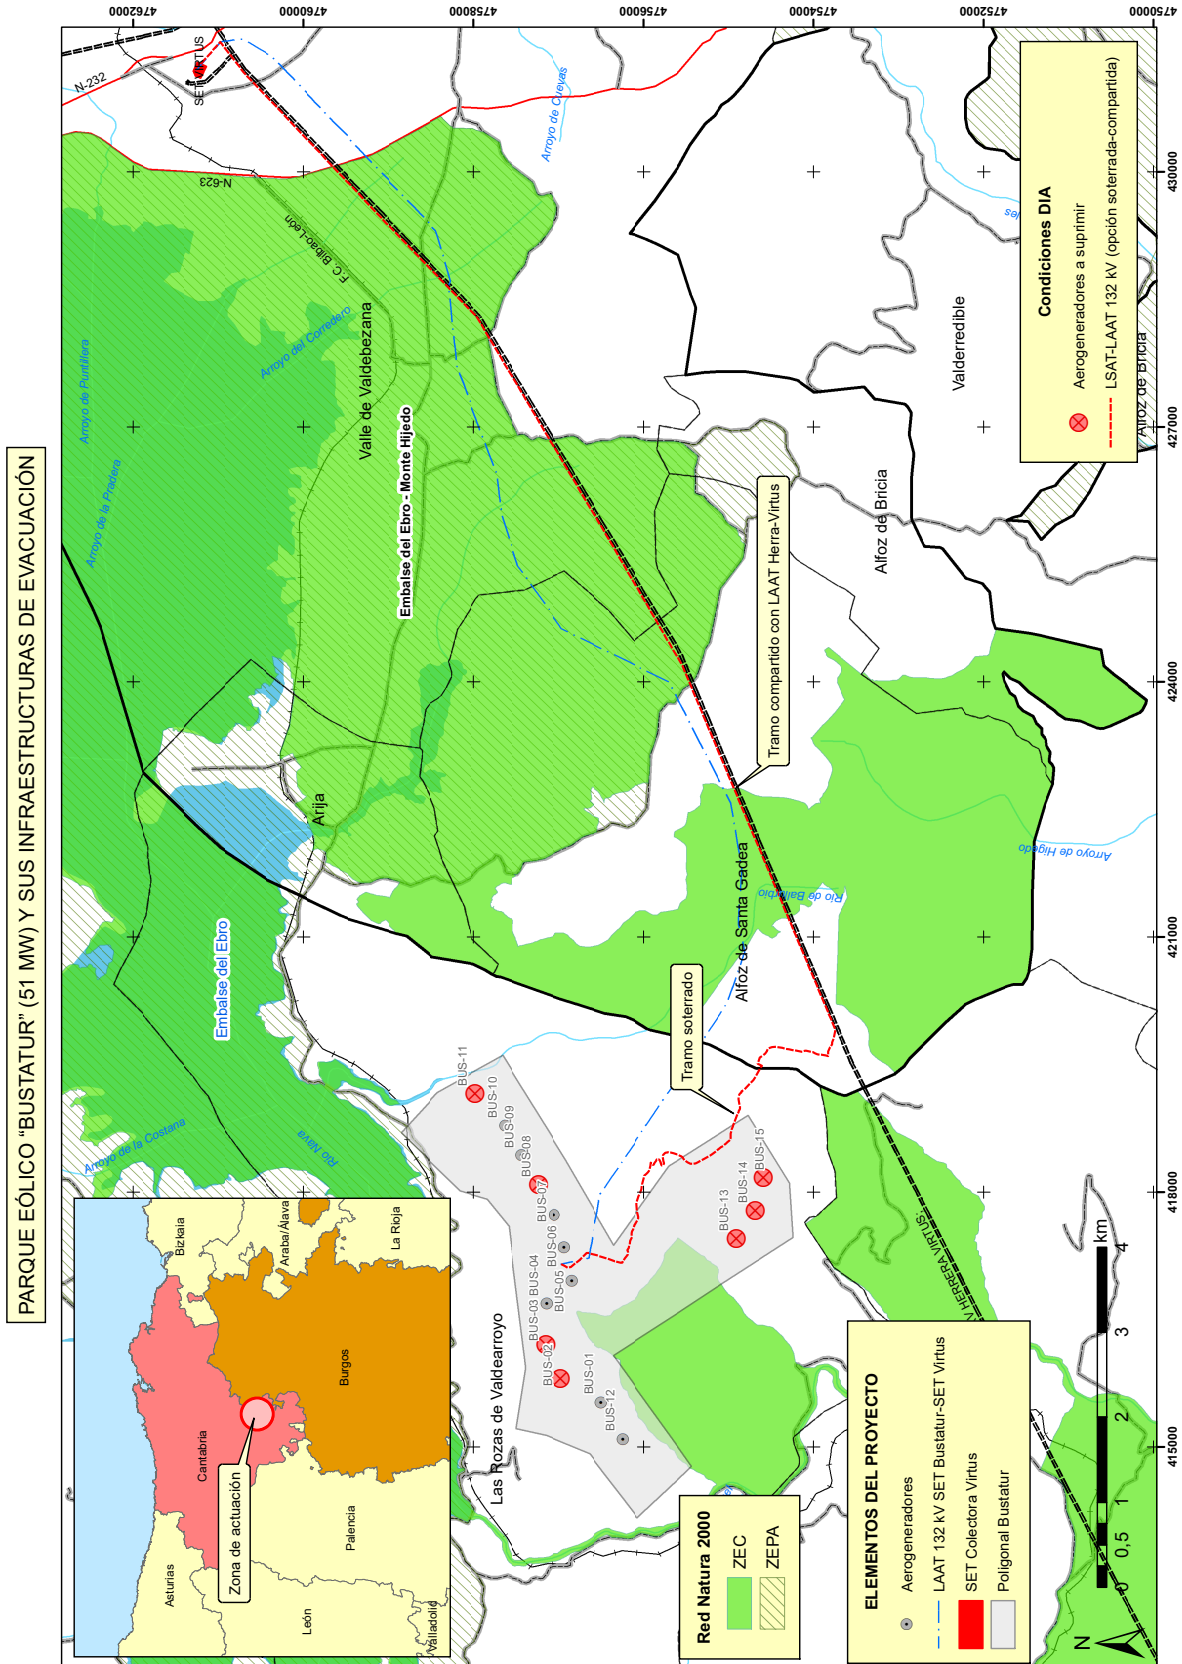 PARQUE EÓLICO “BUSTATUR” (51 MW) Y SUS INFRAESTRUCTURAS DE EVACUACIÓN
4762000
4760000
4758000
4756000
4754000
4752000
4750000
430000
427000
424000
421000
418000
415000
SET VIRTUS
N-232
N-623
F.C. Bilbao-León
Arroyo de Cuevas
Arroyo de Puntillera
Arroyo de la Pradera
Arroyo del Corredero
Valle de Valdebezana
Embalse del Ebro - Monte Hijedo
Valderredible
Alfoz de Bricia
Alfoz de Bricia
Arija
Embalse del Ebro
Alfoz de Santa Gadea
Arroyo de Higedo
Arroyo de la Costana
Río Nava
Las Rozas de Valdearroyo
Tramo compartido con LAAT Herra-Virtus
Tramo soterrado
BUS-11
BUS-10
BUS-09
BUS-08
BUS-07
BUS-06
BUS-05
BUS-04
BUS-03
BUS-02
BUS-01
BUS-12
BUS-13
BUS-14
BUS-15
V HERRERA VIRTUS
Condiciones DIA
Aerogeneradores a suprimir
LSAT-LAAT 132 kV (opción soterrada-compartida)
Bizkaia
Araba/Álava
La Rioja
Cantabria
Burgos
Asturias
Palencia
León
Valladolid
Zona de actuación
Red Natura 2000
ZEC
ZEPA
ELEMENTOS DEL PROYECTO
Aerogeneradores
LAAT 132 kV SET Bustatur-SET Virtus
SET Colectora Virtus
Poligonal Bustatur
N
0 0,5 1 2 3 4
km